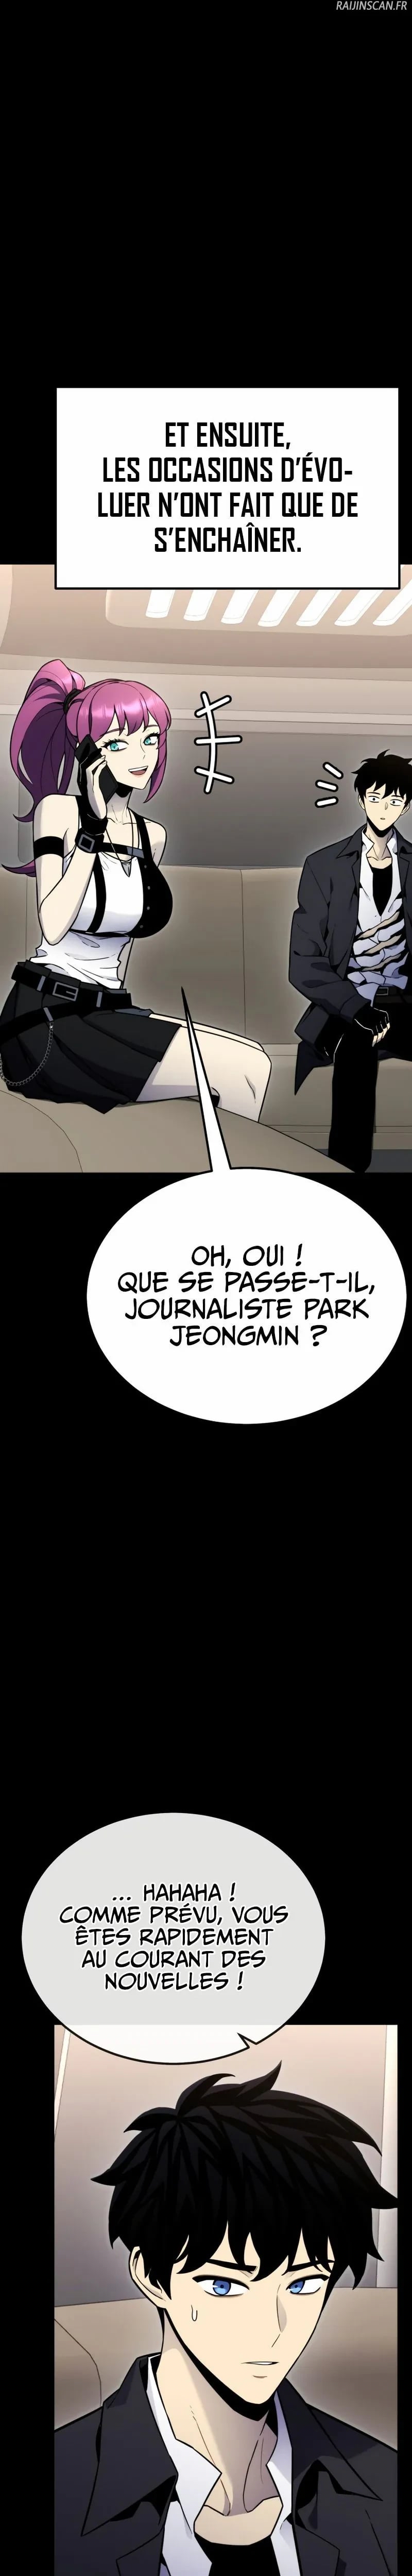 RAIJINSCAN.FR
ET ENSUITE,
LES OCCASIONS D'ÉVO-
LUER N'ONT FAIT QUE DE
S'ENCHAÎNER.
OH, OUI !
QUE SE PASSE-T-IL,
JOURNALISTE PARK
JEONGMIN ?
... HAHAHA !
COMME PRÉVU, VOUS
ÊTES RAPIDEMENT
AU COURANT DES
NOUVELLES !